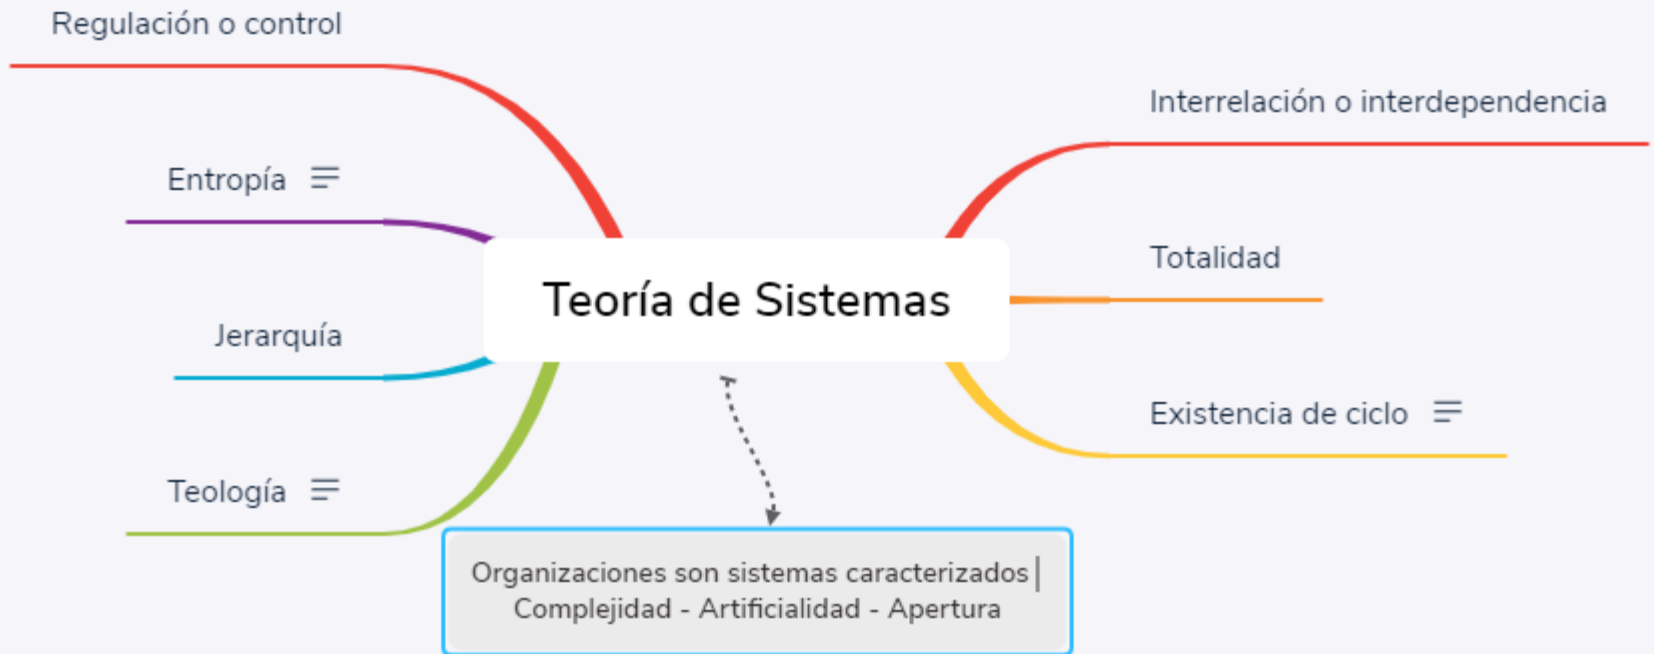 Regulación o control
Interrelación o interdependencia
Entropía
Totalidad
Teoría de Sistemas
Jerarquía
Existencia de ciclo
Teología
Organizaciones son sistemas caracterizados
Complejidad - Artificialidad - Apertura